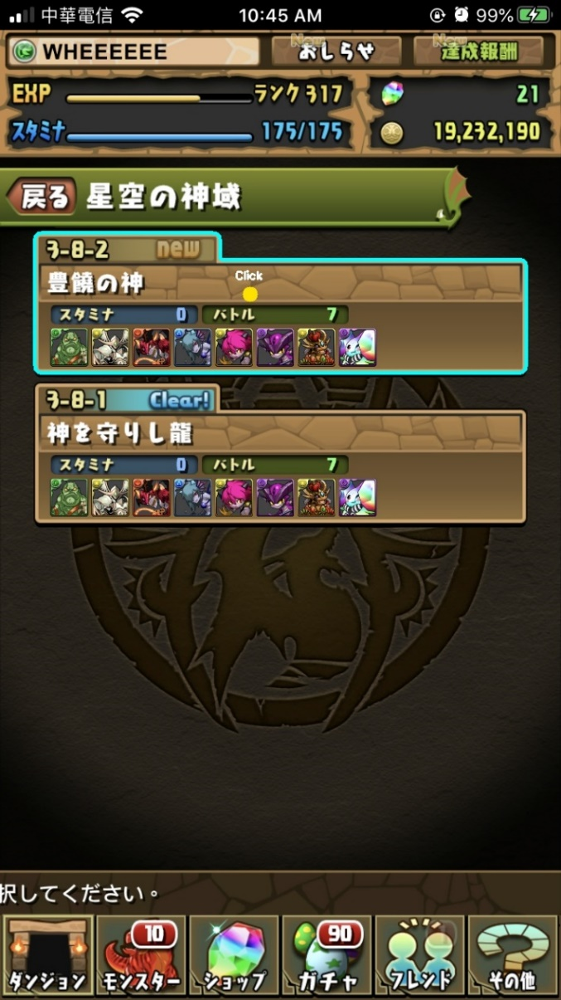 中華電信 10:45 AM 99%
WHEEEEEE New おしらせ New 達成報酬
EXP ランク317 21
スタミナ 175/175 19,232,190
戻る 星空の神域
3-8-2 new
豊饒の神 Click
スタミナ 0 バトル 7
3-8-1 Clear!
神を守りし龍
スタミナ 0 バトル 7
択してください。
10 90
ダンジョン モンスター ショップ ガチャ フレンド その他